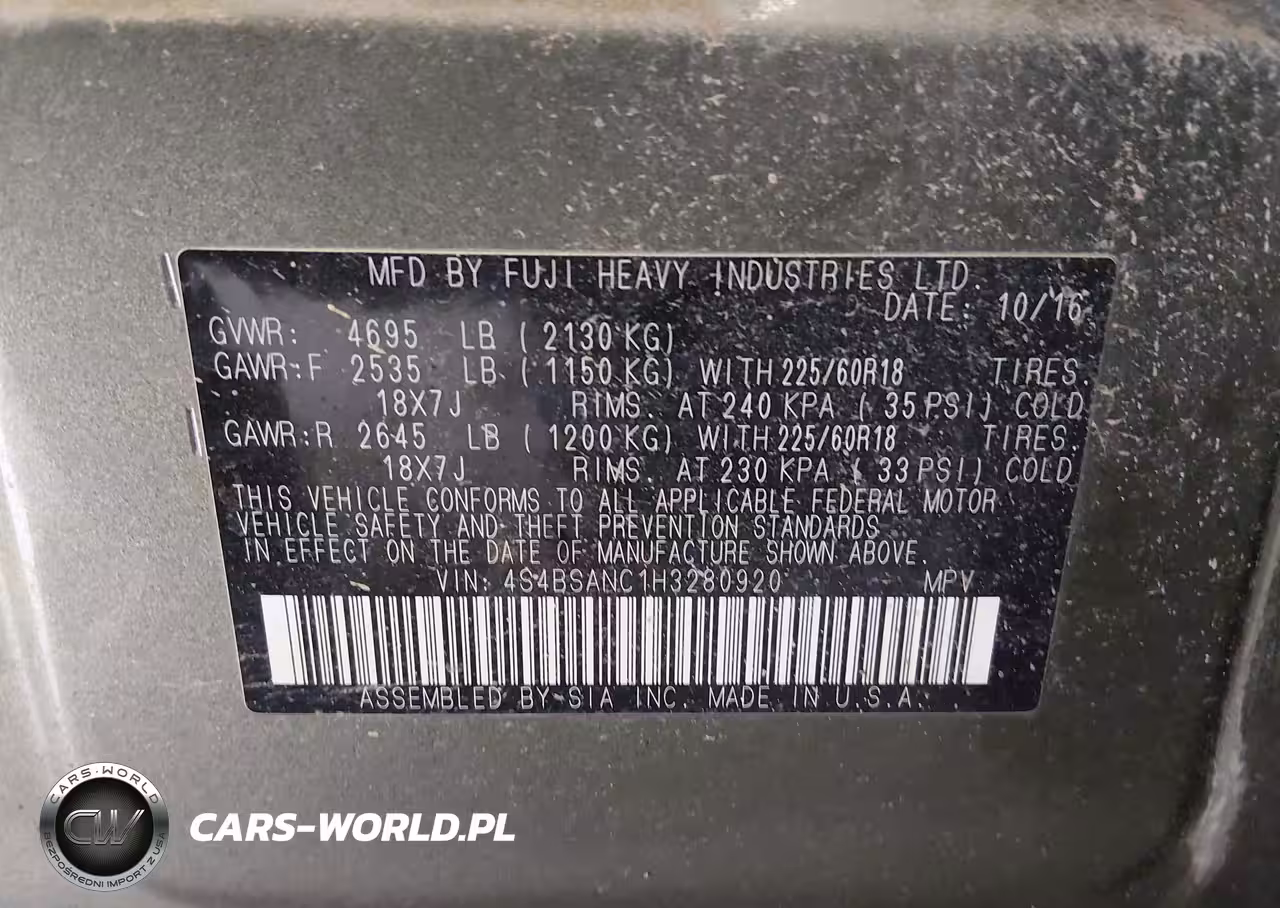 MFD BY FUJI HEAVY INDUSTRIES LTD.
DATE: 10/16
GVWR: 4695 LB ( 2130 KG)
GAWR:F 2535 LB ( 1150 KG) WITH 225/60R18 TIRES.
18X7J RIMS. AT 240 KPA ( 35 PSI) COLD
GAWR:R 2645 LB ( 1200 KG) WITH 225/60R18 TIRES.
18X7J RIMS. AT 230 KPA ( 33 PSI) COLD
THIS VEHICLE CONFORMS TO ALL APPLICABLE FEDERAL MOTOR
VEHICLE SAFETY AND THEFT PREVENTION STANDARDS
IN EFFECT ON THE DATE OF MANUFACTURE SHOWN ABOVE.
VIN: 4S4BSANC1H3280920 MPV
ASSEMBLED BY SIA INC. MADE IN U.S.A.
CARS-WORLD
CW
BEZPOŚREDNI IMPORT Z USA
CARS-WORLD.PL